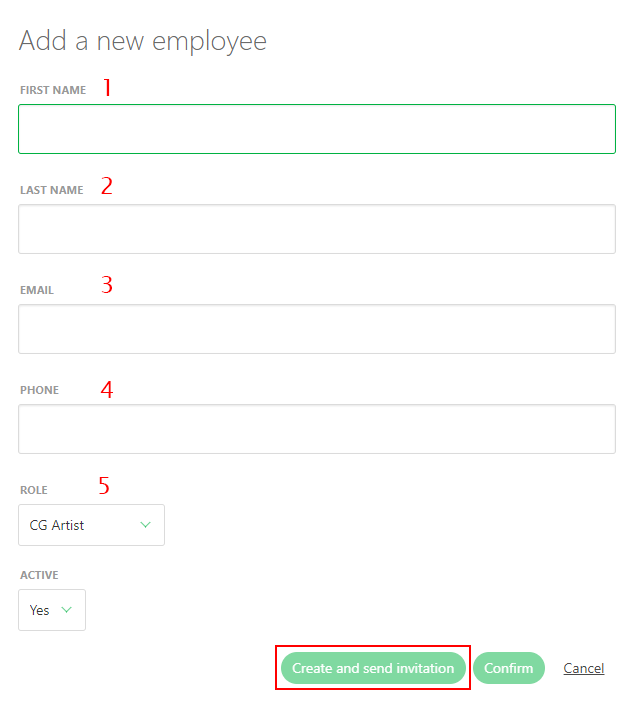 Add a new employee
FIRST NAME 1
LAST NAME 2
EMAIL 3
PHONE 4
ROLE 5
CG Artist
ACTIVE
Yes
Create and send invitation Confirm Cancel